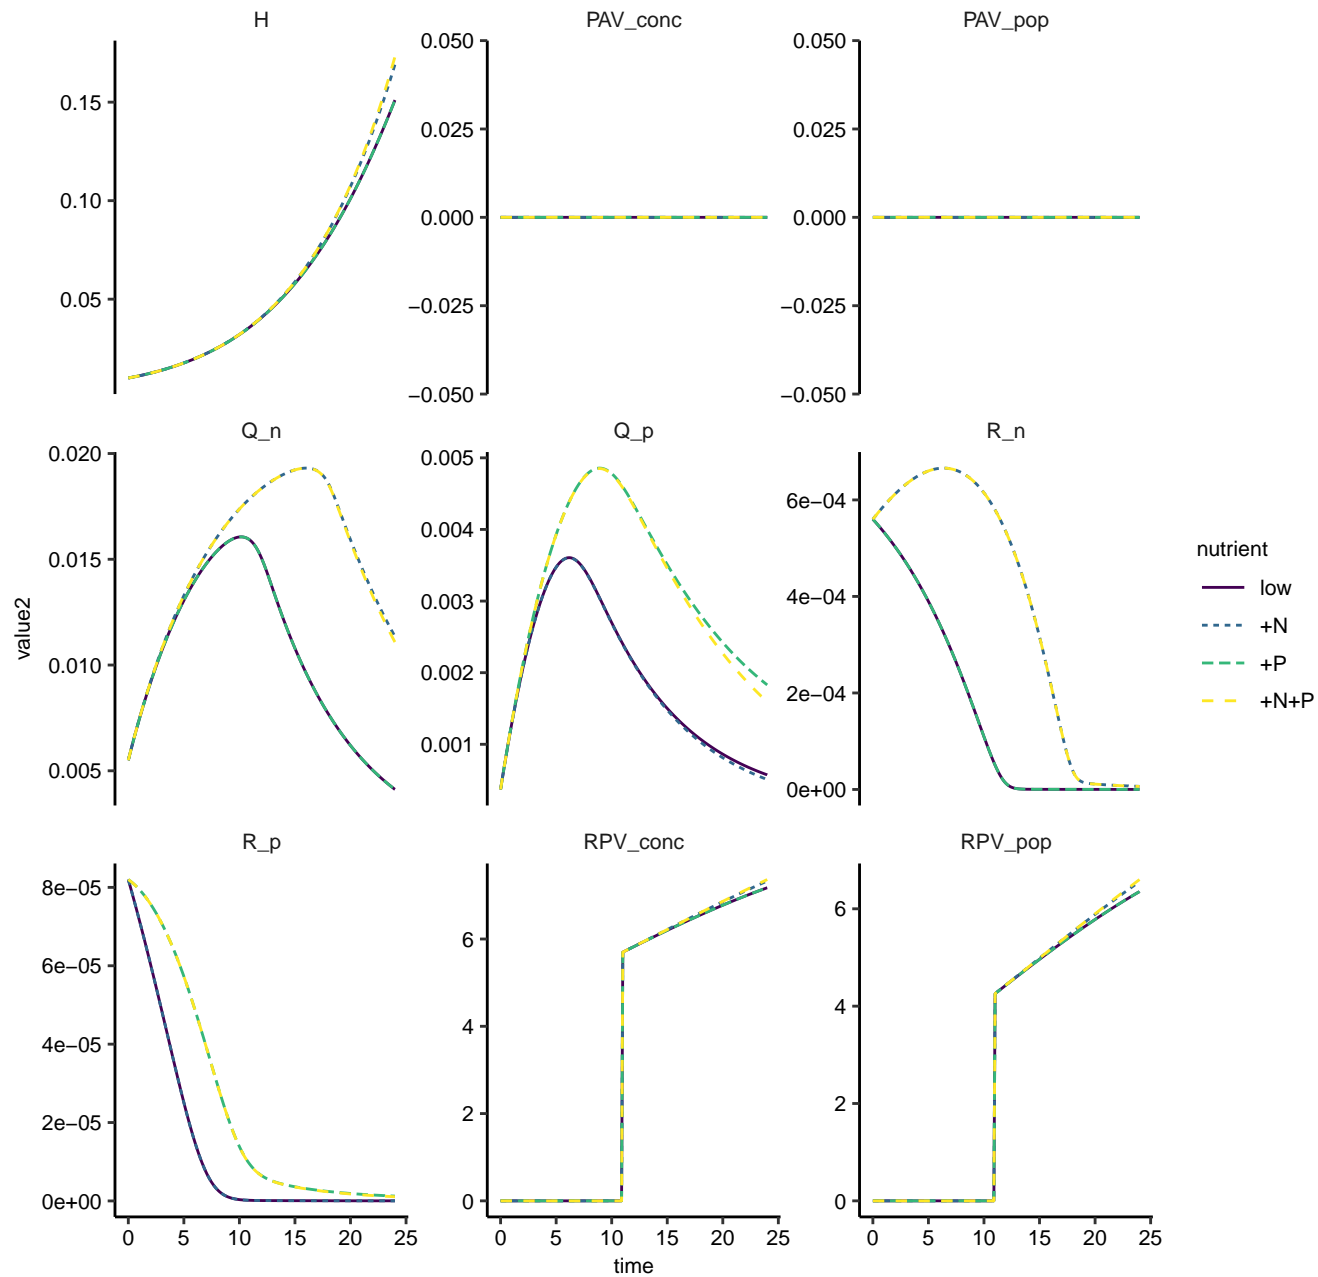 H
PAV_conc
PAV_pop
0.15
0.10
0.05
0.050
0.025
0.000
−0.025
−0.050
0.050
0.025
0.000
−0.025
−0.050
Q_n
Q_p
R_n
0.020
0.015
0.010
0.005
0.005
0.004
0.003
0.002
0.001
6e−04
4e−04
2e−04
0e+00
value2
nutrient
low
+N
+P
+N+P
R_p
RPV_conc
RPV_pop
8e−05
6e−05
4e−05
2e−05
0e+00
6
4
2
0
6
4
2
0
0 5 10 15 20 25
0 5 10 15 20 25
0 5 10 15 20 25
time